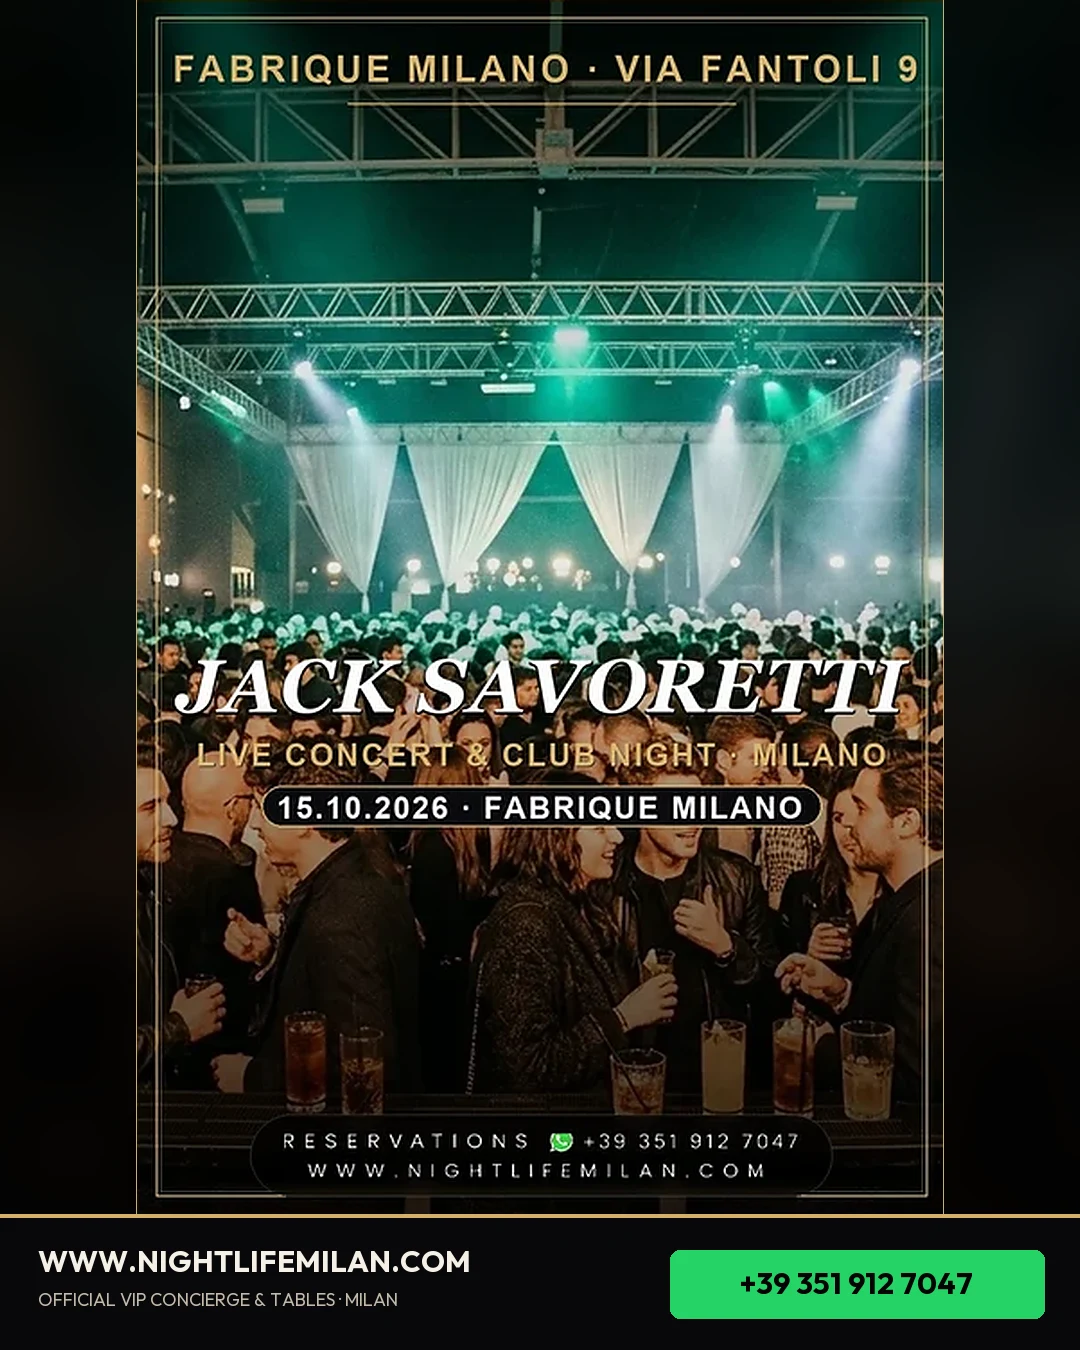 FABRIQUE MILANO · VIA FANTOLI 9
JACK SAVORETTI
LIVE CONCERT & CLUB NIGHT · MILANO
15.10.2026 · FABRIQUE MILANO
RESERVATIONS +39 351 912 7047
WWW.NIGHTLIFEMILAN.COM
WWW.NIGHTLIFEMILAN.COM
OFFICIAL VIP CONCIERGE & TABLES · MILAN
+39 351 912 7047